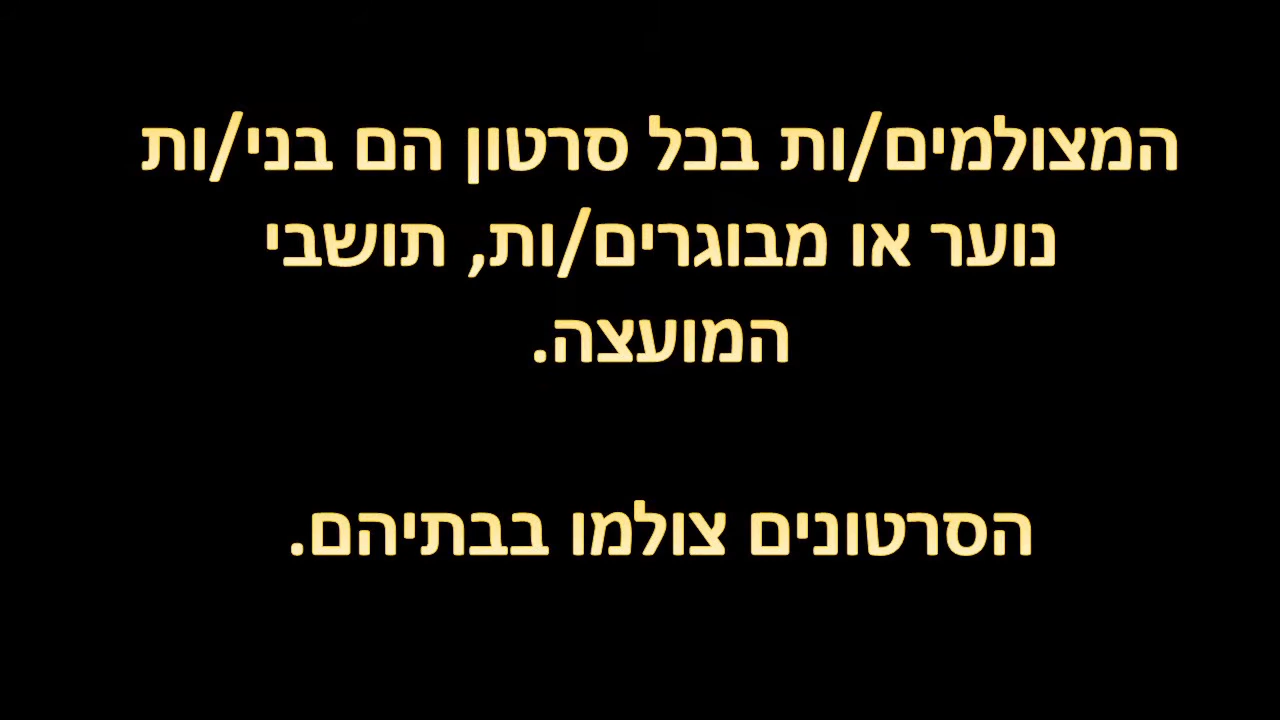 המצולמים/ות בכל סרטון הם בני/ות
נוער או מבוגרים/ות, תושבי
המועצה.
הסרטונים צולמו בבתיהם.